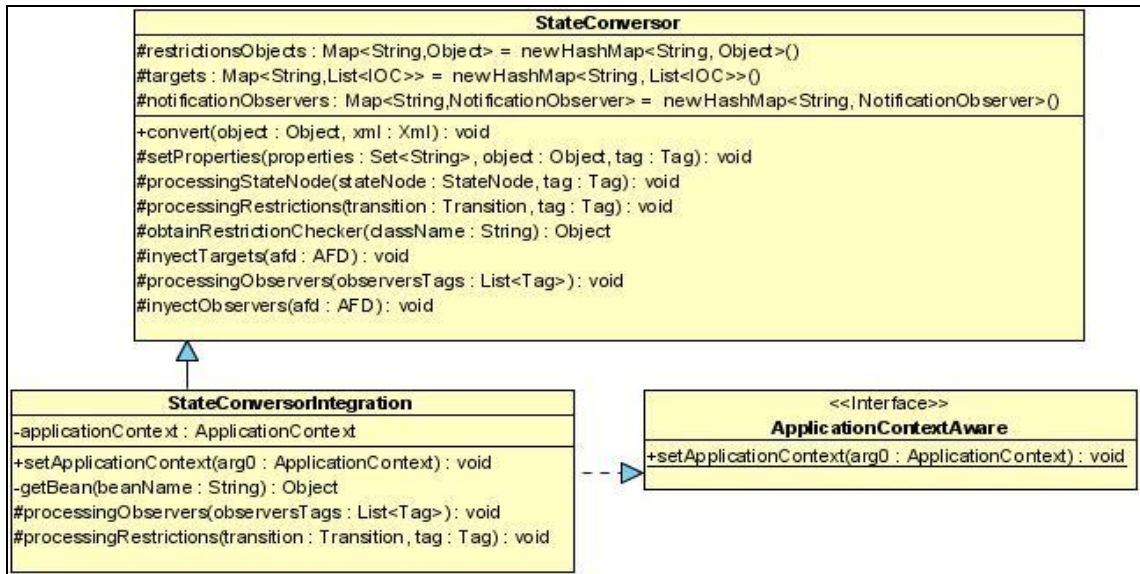 StateConversor
#restrictionsObjects : Map<String,Object> = newHashMap<String, Object>()
#targets : Map<String,List<IOC>> = newHashMap<String, List<IOC>>()
#notificationObservers : Map<String,NotificationObserver> = newHashMap<String, NotificationObserver>()
+convert(object : Object, xml : Xml) : void
#setProperties(properties : Set<String>, object : Object, tag : Tag) : void
#processingStateNode(stateNode : StateNode, tag : Tag) : void
#processingRestrictions(transition : Transition, tag : Tag) : void
#obtainRestrictionChecker(className : String) : Object
#inyectTargets(afd : AFD) : void
#processingObservers(observersTags : List<Tag>) : void
#inyectObservers(afd : AFD) : void
StateConversorIntegration
-applicationContext : ApplicationContext
+setApplicationContext(arg0 : ApplicationContext) : void
-getBean(beanName : String) : Object
#processingObservers(observersTags : List<Tag>) : void
#processingRestrictions(transition : Transition, tag : Tag) : void
<<Interface>>
ApplicationContextAware
+setApplicationContext(arg0 : ApplicationContext) : void